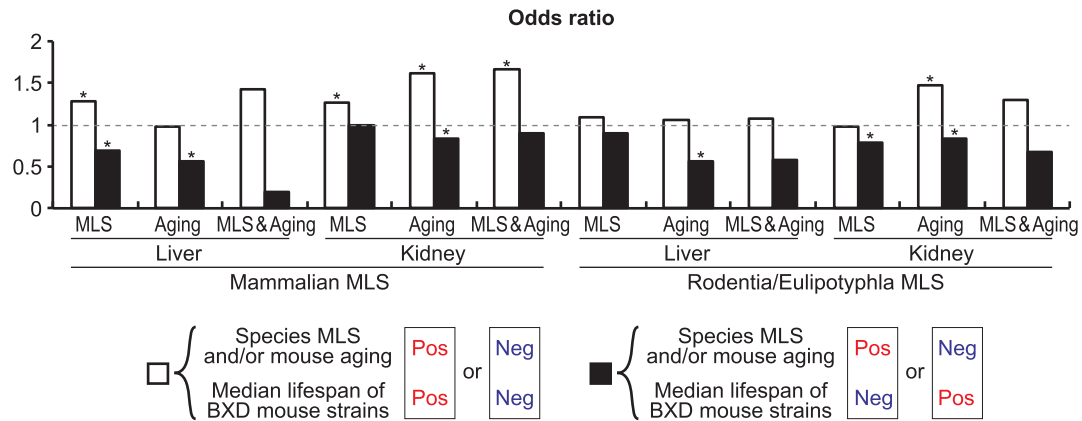 Odds ratio
2
1.5
1
0.5
0
* * * * * * * * * * * *
MLS Aging MLS&Aging MLS Aging MLS&Aging MLS Aging MLS&Aging MLS Aging MLS&Aging
Liver Kidney Liver Kidney
Mammalian MLS Rodentia/Eulipotyphla MLS
Species MLS
and/or mouse aging
Pos
or
Neg
Median lifespan of
BXD mouse strains
Pos
Neg
Species MLS
and/or mouse aging
Pos
or
Neg
Median lifespan of
BXD mouse strains
Neg
Pos